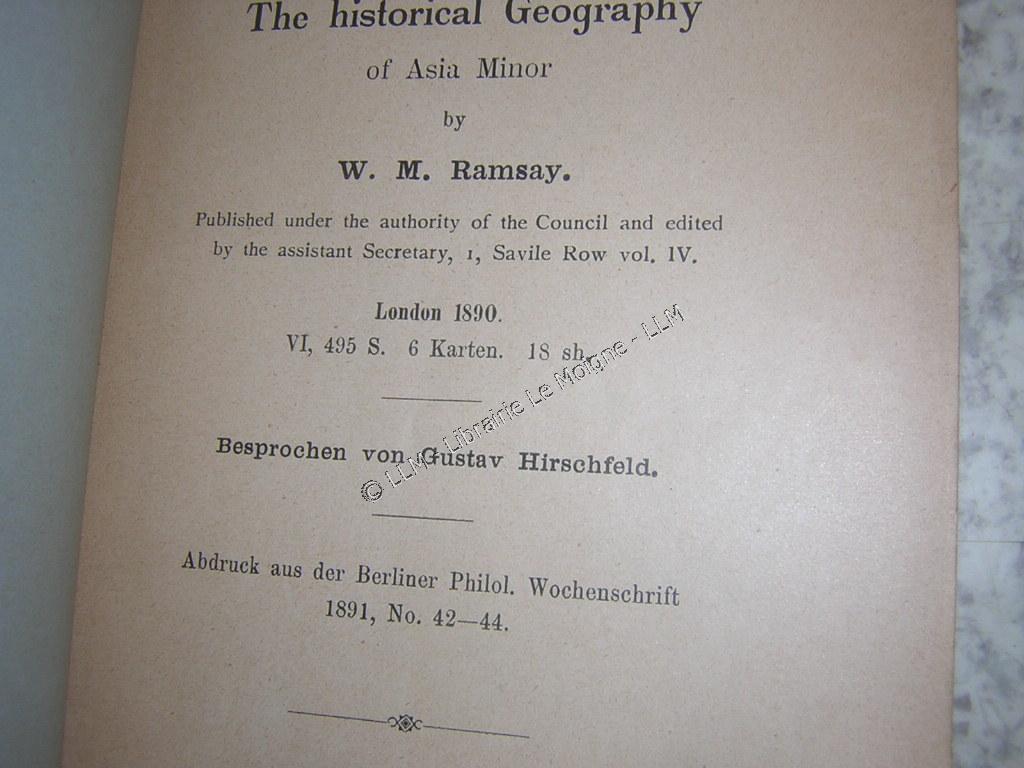 The historical Geography
of Asia Minor
by
W. M. Ramsay.
Published under the authority of the Council and edited
by the assistant Secretary, 1, Savile Row vol. IV.
London 1890.
VI, 495 S. 6 Karten. 18 sh.
Besprochen von Gustav Hirschfeld.
Abdruck aus der Berliner Philol. Wochenschrift
1891, No. 42—44.
© LLM - Librairie Le Moigne - LLM